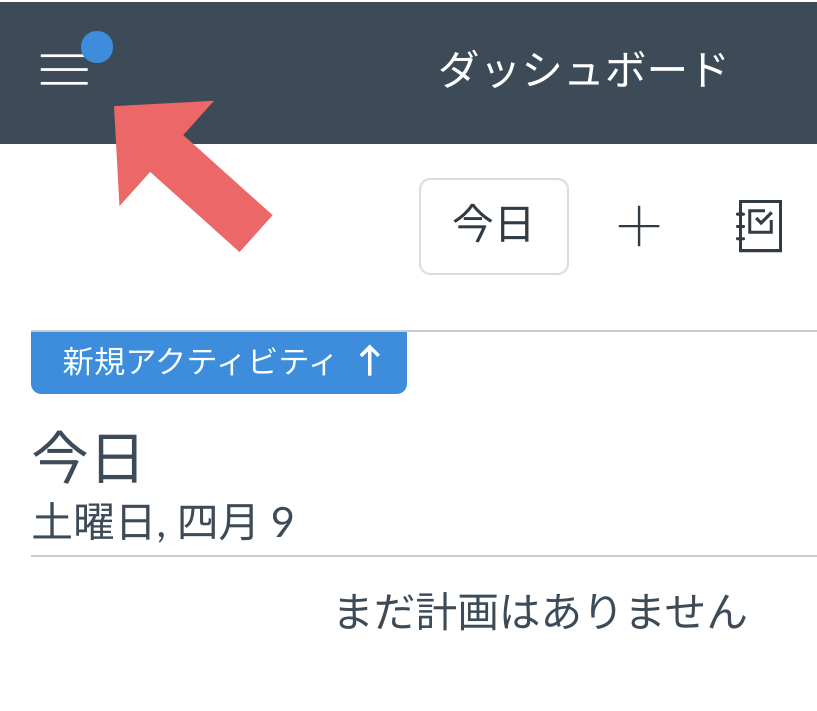 ダッシュボード
今日
新規アクティビティ ↑
今日
土曜日, 四月 9
まだ計画はありません